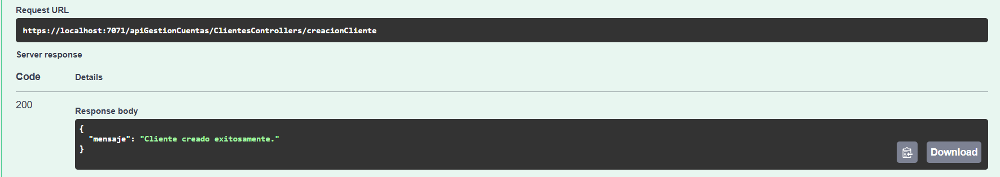 Request URL
https://localhost:7071/apiGestionCuentas/ClientesControllers/creacionCliente
Server response
Code Details
200
Response body
{
"mensaje": "Cliente creado exitosamente."
}
Download